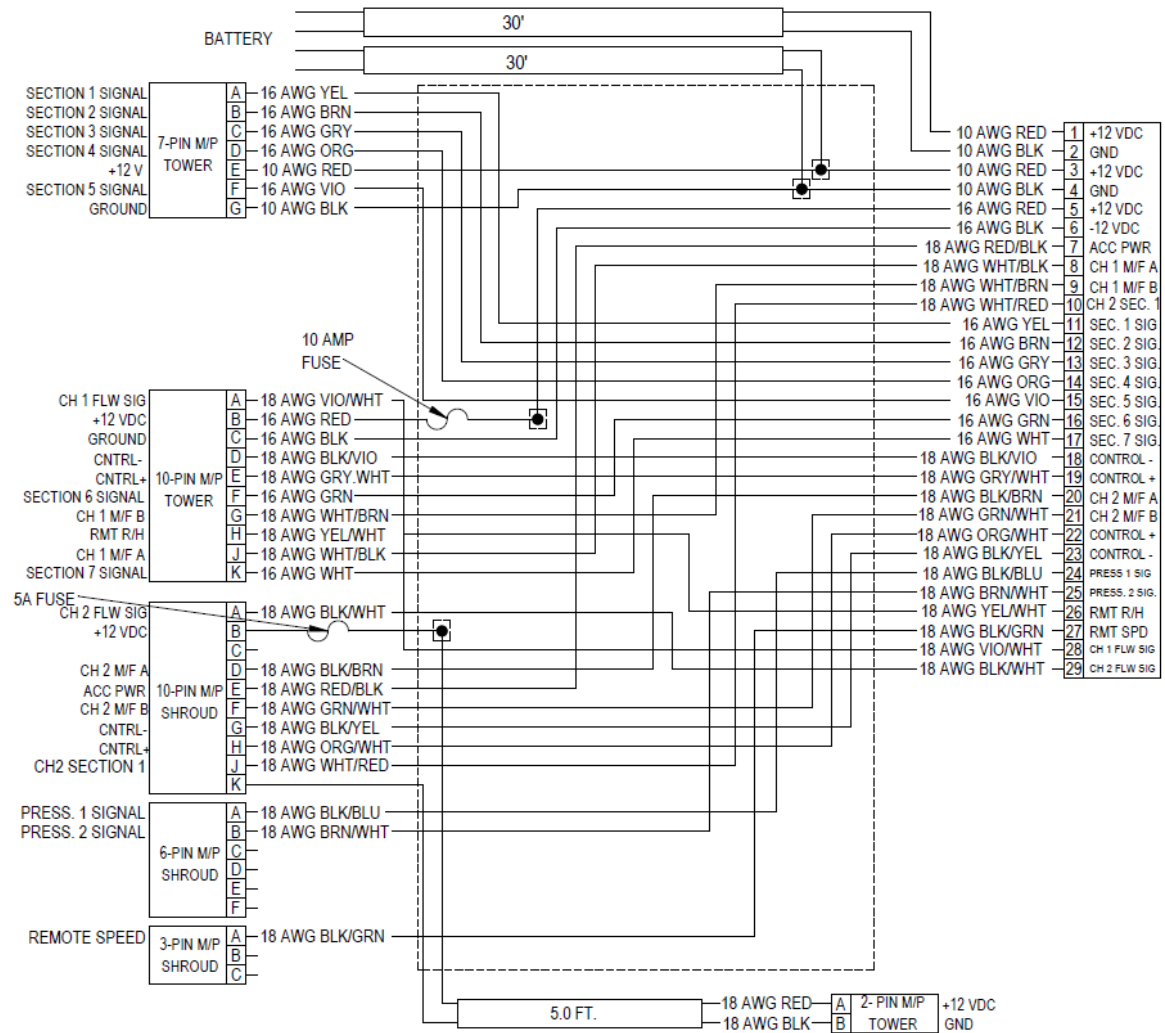 BATTERY
30'
30'
SECTION 1 SIGNAL A 16 AWG YEL
SECTION 2 SIGNAL B 16 AWG BRN
SECTION 3 SIGNAL C 16 AWG GRY
SECTION 4 SIGNAL D 16 AWG ORG
+12 V E 10 AWG RED
SECTION 5 SIGNAL F 16 AWG VIO
GROUND G 10 AWG BLK
7-PIN M/P
TOWER
10 AMP
FUSE
CH 1 FLW SIG A 18 AWG VIO/WHT
+12 VDC B 16 AWG RED
GROUND C 16 AWG BLK
CNTRL- D 18 AWG BLK/VIO
CNTRL+ E 18 AWG GRY.WHT
SECTION 6 SIGNAL F 16 AWG GRN
CH 1 M/F B G 18 AWG WHT/BRN
RMT R/H H 18 AWG YEL/WHT
CH 1 M/F A J 18 AWG WHT/BLK
SECTION 7 SIGNAL K 16 AWG WHT
10-PIN M/P
TOWER
5A FUSE
CH 2 FLW SIG A 18 AWG BLK/WHT
+12 VDC B
C
CH 2 M/F A D 18 AWG BLK/BRN
ACC PWR E 18 AWG RED/BLK
CH 2 M/F B F 18 AWG GRN/WHT
CNTRL- G 18 AWG BLK/YEL
CNTRL+ H 18 AWG ORG/WHT
CH2 SECTION 1 J 18 AWG WHT/RED
K
10-PIN M/P
SHROUD
PRESS. 1 SIGNAL A 18 AWG BLK/BLU
PRESS. 2 SIGNAL B 18 AWG BRN/WHT
C
D
E
F
6-PIN M/P
SHROUD
REMOTE SPEED A 18 AWG BLK/GRN
B
C
3-PIN M/P
SHROUD
10 AWG RED 1 +12 VDC
10 AWG BLK 2 GND
10 AWG RED 3 +12 VDC
10 AWG BLK 4 GND
16 AWG RED 5 +12 VDC
16 AWG BLK 6 -12 VDC
18 AWG RED/BLK 7 ACC PWR
18 AWG WHT/BLK 8 CH 1 M/F A
18 AWG WHT/BRN 9 CH 1 M/F B
18 AWG WHT/RED 10 CH 2 SEC. 1
16 AWG YEL 11 SEC. 1 SIG
16 AWG BRN 12 SEC. 2 SIG.
16 AWG GRY 13 SEC. 3 SIG.
16 AWG ORG 14 SEC. 4 SIG.
16 AWG VIO 15 SEC. 5 SIG.
16 AWG GRN 16 SEC. 6 SIG.
16 AWG WHT 17 SEC. 7 SIG.
18 AWG BLK/VIO 18 CONTROL -
18 AWG GRY/WHT 19 CONTROL +
18 AWG BLK/BRN 20 CH 2 M/F A
18 AWG GRN/WHT 21 CH 2 M/F B
18 AWG ORG/WHT 22 CONTROL +
18 AWG BLK/YEL 23 CONTROL -
18 AWG BLK/BLU 24 PRESS 1 SIG
18 AWG BRN/WHT 25 PRESS. 2 SIG.
18 AWG YEL/WHT 26 RMT R/H
18 AWG BLK/GRN 27 RMT SPD
18 AWG VIO/WHT 28 CH 1 FLW SIG
18 AWG BLK/WHT 29 CH 2 FLW SIG
5.0 FT.
18 AWG RED A 2- PIN M/P +12 VDC
18 AWG BLK B TOWER GND